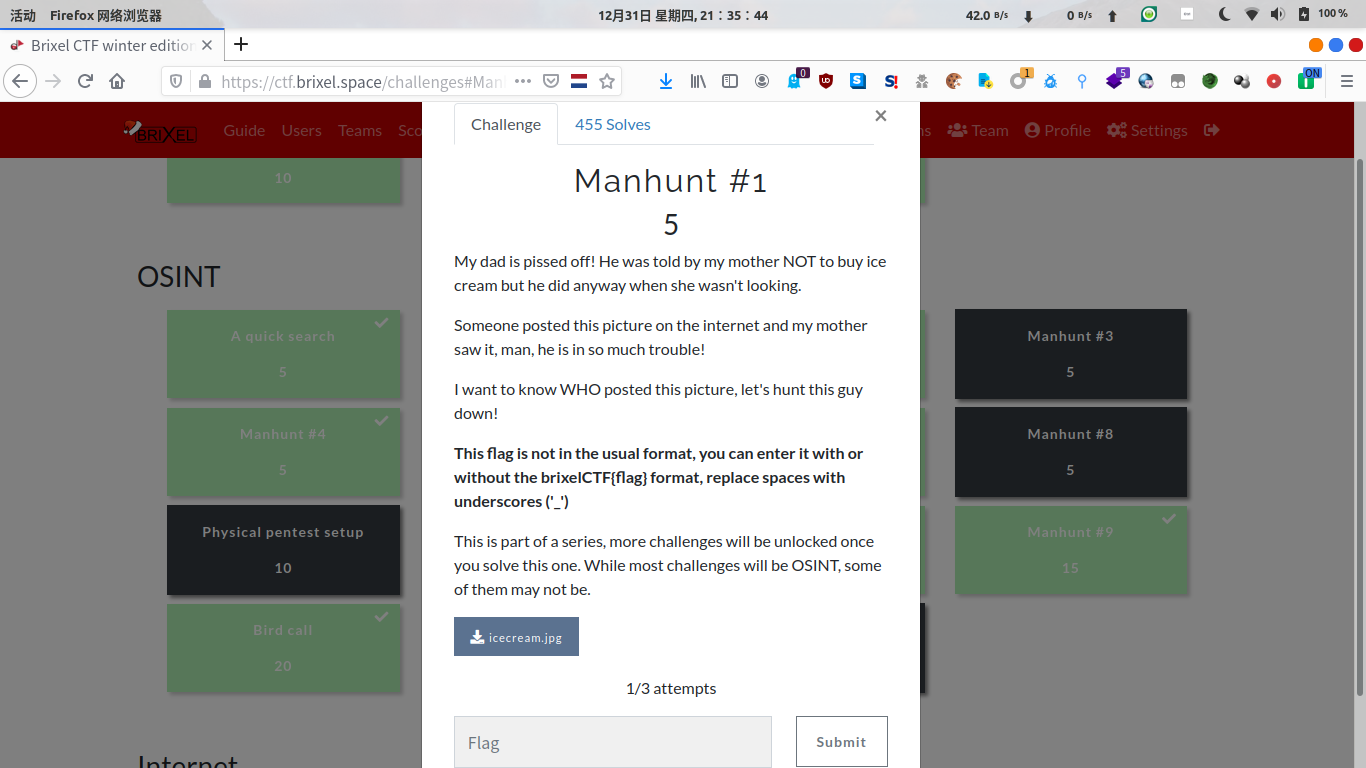 活动 Firefox 网络浏览器 12月31日 星期四, 21：35：44 42.0 B/s 0 B/s 100 %
Brixel CTF winter edition
https://ctf.brixel.space/challenges#Man
0 1 5 ON
BRIXEL Guide Users Teams Sco ns Team Profile Settings
Challenge 455 Solves
10
Manhunt #1
5
My dad is pissed off! He was told by my mother NOT to buy ice
cream but he did anyway when she wasn't looking.
Someone posted this picture on the internet and my mother
saw it, man, he is in so much trouble!
I want to know WHO posted this picture, let's hunt this guy
down!
This flag is not in the usual format, you can enter it with or
without the brixelCTF{flag} format, replace spaces with
underscores ('_')
This is part of a series, more challenges will be unlocked once
you solve this one. While most challenges will be OSINT, some
of them may not be.
icecream.jpg
1/3 attempts
Flag Submit
OSINT
A quick search
5
Manhunt #3
5
Manhunt #4
5
Manhunt #8
5
Physical pentest setup
10
Manhunt #9
15
Bird call
20
Internet